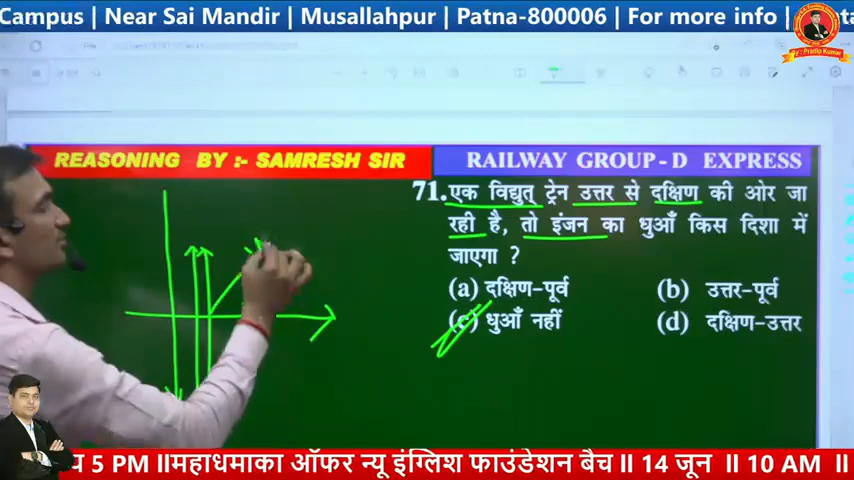 Campus | Near Sai Mandir | Musallahpur | Patna-800006 | For more info |
Pratip Kumar
REASONING BY :- SAMRESH SIR
RAILWAY GROUP - D EXPRESS
71. एक विद्युत् ट्रेन उत्तर से दक्षिण की ओर जा
रही है, तो इंजन का धुआँ किस दिशा में
जाएगा ?
(a) दक्षिण-पूर्व (b) उत्तर-पूर्व
(c) धुआँ नहीं (d) दक्षिण-उत्तर
5 PM ॥महाधमाका ऑफर न्यू इंग्लिश फाउंडेशन बैच ॥ 14 जून ॥ 10 AM ॥